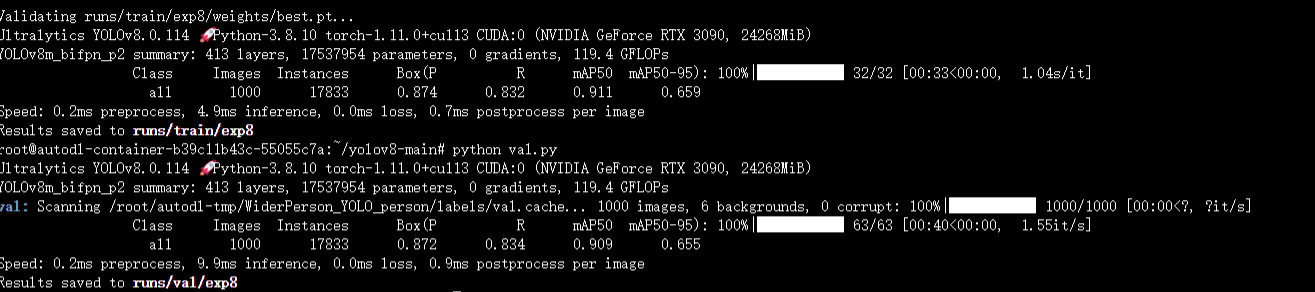 Validating runs/train/exp8/weights/best.pt...
Ultralytics YOLOv8.0.114 🚀Python-3.8.10 torch-1.11.0+cu113 CUDA:0 (NVIDIA GeForce RTX 3090, 24268MiB)
YOLOv8m_bifpn_p2 summary: 413 layers, 17537954 parameters, 0 gradients, 119.4 GFLOPs
Class Images Instances Box(P R mAP50 mAP50-95): 100%|██████████| 32/32 [00:33<00:00, 1.04s/it]
all 1000 17833 0.874 0.832 0.911 0.659
Speed: 0.2ms preprocess, 4.9ms inference, 0.0ms loss, 0.7ms postprocess per image
Results saved to runs/train/exp8
root@autodl-container-b39c11b43c-55055c7a:~/yolov8-main# python val.py
Ultralytics YOLOv8.0.114 🚀Python-3.8.10 torch-1.11.0+cu113 CUDA:0 (NVIDIA GeForce RTX 3090, 24268MiB)
YOLOv8m_bifpn_p2 summary: 413 layers, 17537954 parameters, 0 gradients, 119.4 GFLOPs
val: Scanning /root/autodl-tmp/WiderPerson_YOLO_person/labels/val.cache... 1000 images, 6 backgrounds, 0 corrupt: 100%|██████████| 1000/1000 [00:00<?, ?it/s]
Class Images Instances Box(P R mAP50 mAP50-95): 100%|██████████| 63/63 [00:40<00:00, 1.55it/s]
all 1000 17833 0.872 0.834 0.909 0.655
Speed: 0.2ms preprocess, 9.9ms inference, 0.0ms loss, 0.9ms postprocess per image
Results saved to runs/val/exp8